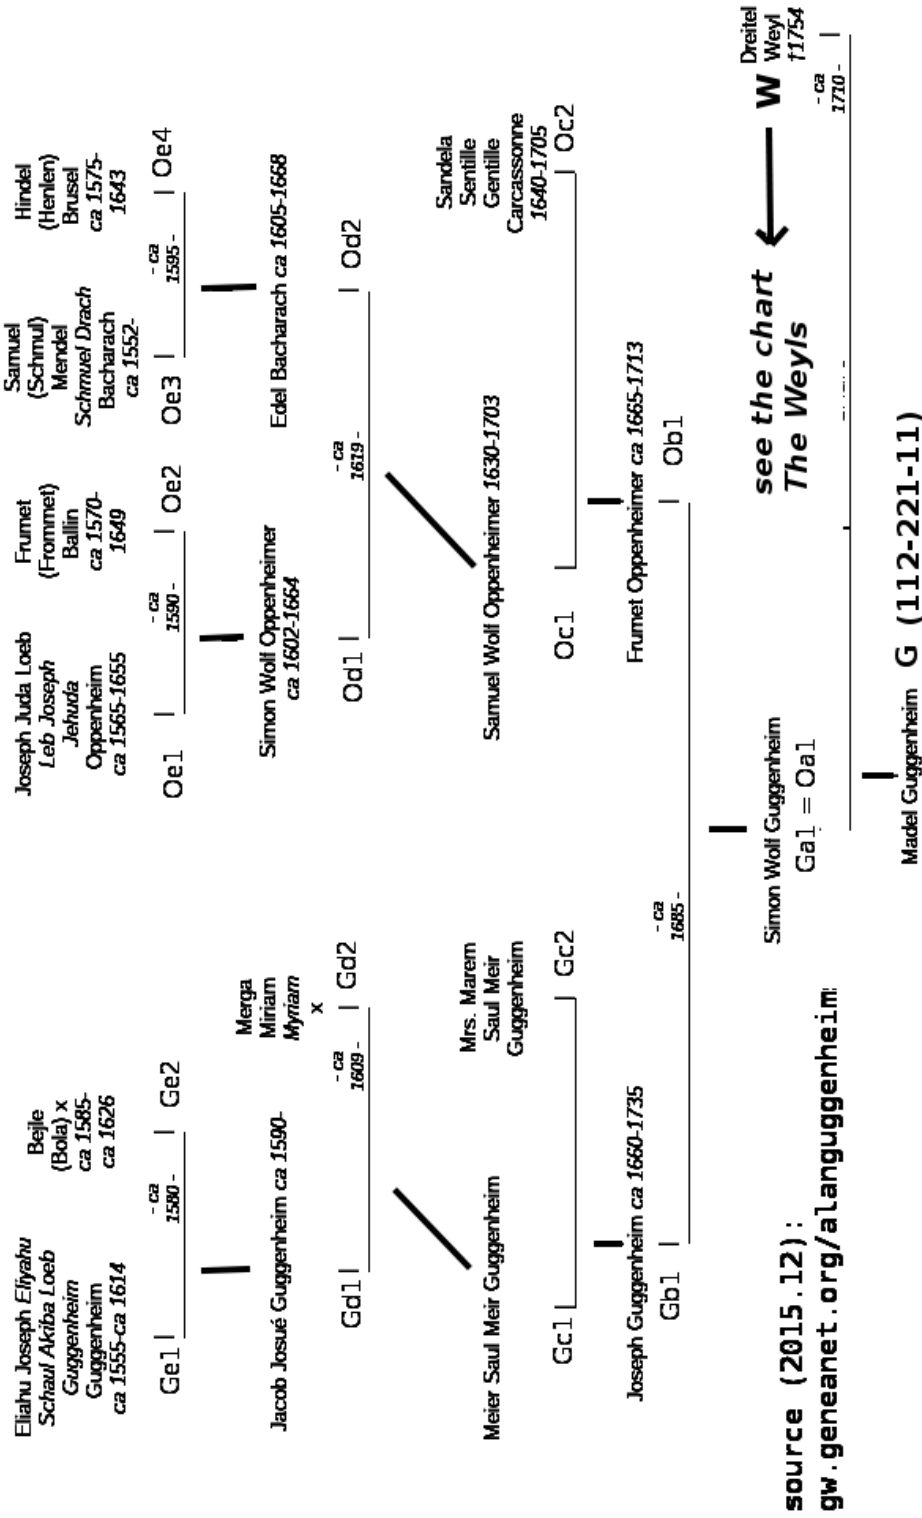 Eliahu Joseph Eliyahu
Schaul Akiba Loeb
Guggenheim
Guggenheim
ca 1555-ca 1614
Ge1
- ca
1580 -
Bejle
(Bola) x
ca 1585-
ca 1626
Ge2
Joseph Juda Loeb
Leb Joseph
Jehuda
Oppenheim
ca 1565-1655
Oe1
- ca
1590 -
Frumet
(Frommet)
Ballin
ca 1570-
1649
Oe2
Samuel
(Schmul)
Mendel
Schmuel Drach
Bacharach
ca 1552-
Oe3
- ca
1595 -
Hindel
(Henlen)
Brusel
ca 1575-
1643
Oe4
Jacob Josué Guggenheim ca 1590-
Gd1
- ca
1609 -
Merga
Miriam
Myriam
x
Gd2
Simon Wolf Oppenheimer
ca 1602-1664
Od1
- ca
1619 -
Edel Bacharach ca 1605-1668
Od2
Meier Saul Meir Guggenheim
Gc1
Mrs. Marem
Saul Meir
Guggenheim
Gc2
Samuel Wolf Oppenheimer 1630-1703
Oc1
Sandela
Sentille
Gentille
Carcassonne
1640-1705
Oc2
Joseph Guggenheim ca 1660-1735
Gb1
- ca
1685 -
Frumet Oppenheimer ca 1665-1713
Ob1
Simon Wolf Guggenheim
Ga1 = Oa1
see the chart
The Weyls
W
Dreitel
Weyl
†1754
- ca
1710 -
source (2015.12):
gw.geneanet.org/alanguggenheim
Madel Guggenheim G (112-221-11)